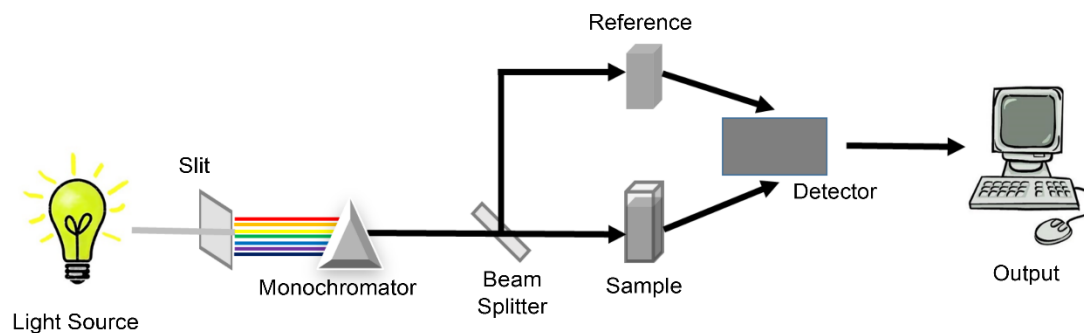 Reference
Slit
Detector
Monochromator
Beam
Splitter
Sample
Output
Light Source